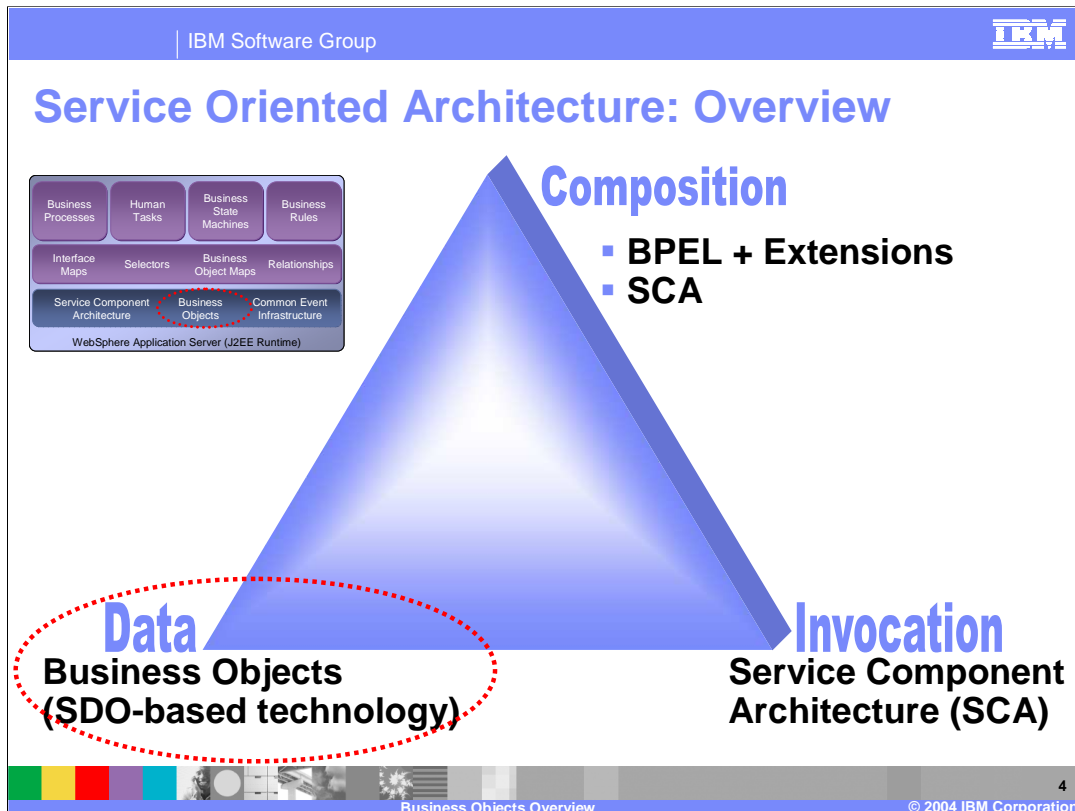 IBM Software Group
IBM
Service Oriented Architecture: Overview
Business Processes
Human Tasks
Business State Machines
Business Rules
Interface Maps
Selectors
Business Object Maps
Relationships
Service Component Architecture
Business Objects
Common Event Infrastructure
WebSphere Application Server (J2EE Runtime)
Composition
▪ BPEL + Extensions
▪ SCA
Data
Business Objects
(SDO-based technology)
Invocation
Service Component
Architecture (SCA)
4
Business Objects Overview
© 2004 IBM Corporation